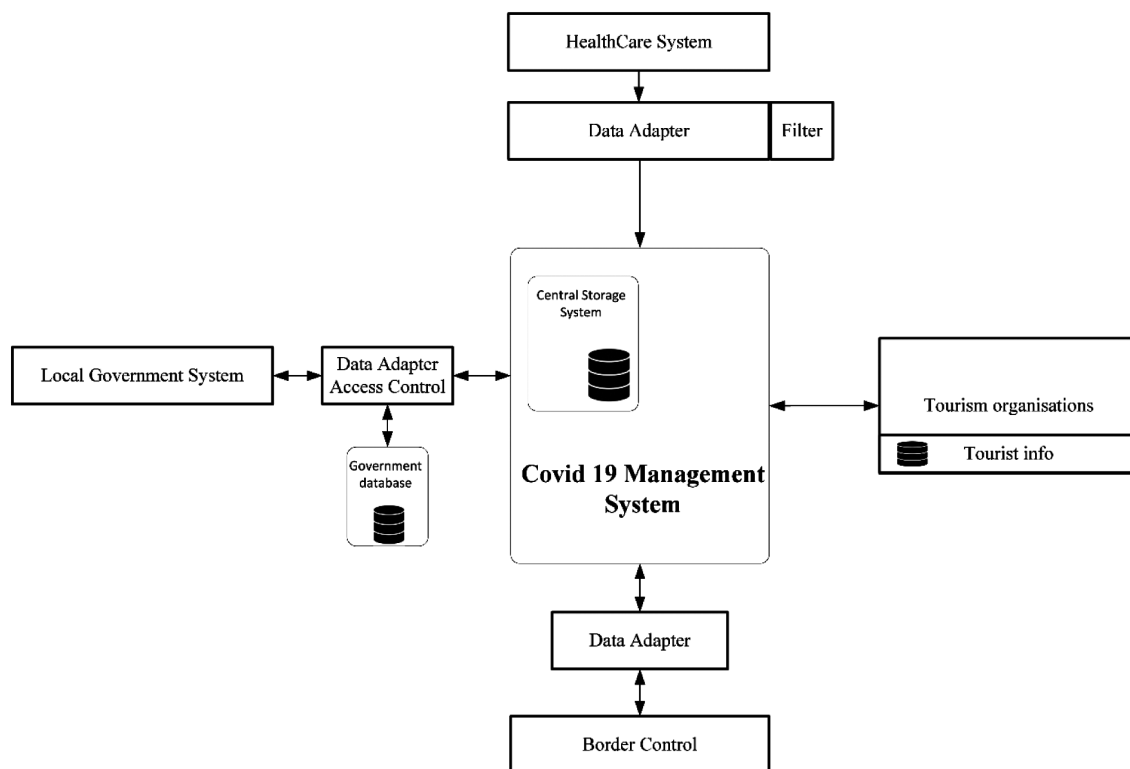 HealthCare System
Data Adapter
Filter
Central Storage
System
Covid 19 Management
System
Local Government System
Data Adapter
Access Control
Government
database
Tourism organisations
Tourist info
Data Adapter
Border Control